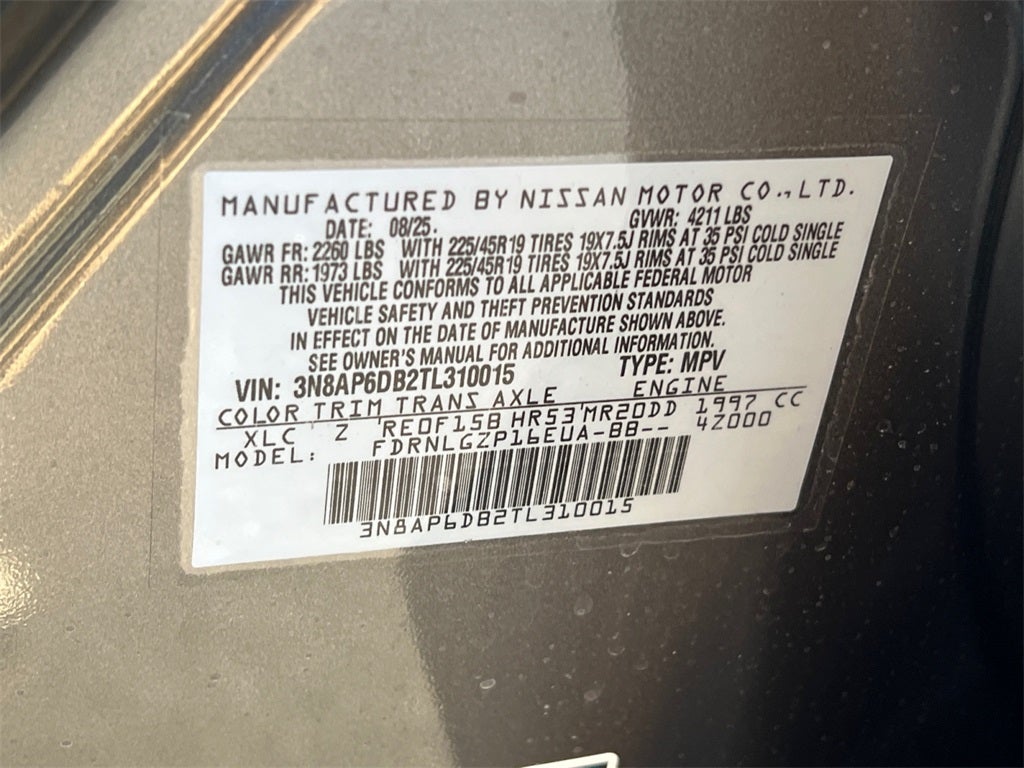 MANUFACTURED BY NISSAN MOTOR CO., LTD.
DATE: 08/25. GVWR: 4211 LBS
GAWR FR: 2260 LBS WITH 225/45R19 TIRES 19X7.5J RIMS AT 35 PSI COLD SINGLE
GAWR RR: 1973 LBS WITH 225/45R19 TIRES 19X7.5J RIMS AT 35 PSI COLD SINGLE
THIS VEHICLE CONFORMS TO ALL APPLICABLE FEDERAL MOTOR
VEHICLE SAFETY AND THEFT PREVENTION STANDARDS
IN EFFECT ON THE DATE OF MANUFACTURE SHOWN ABOVE.
SEE OWNER'S MANUAL FOR ADDITIONAL INFORMATION.
VIN: 3N8AP6DB2TL310015 TYPE: MPV
COLOR TRIM TRANS AXLE ENGINE
XLC Z RE0F15B HR53 MR20DD 1997 CC
MODEL: FDRNLGZP16EUA-BB-- 4Z000
3N8AP6DB2TL310015